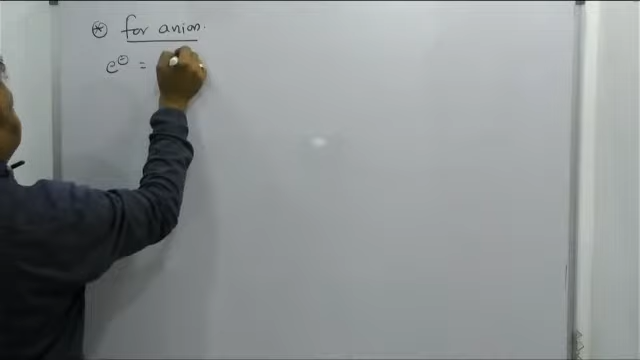 ⊛ for anion.
e⊖ =